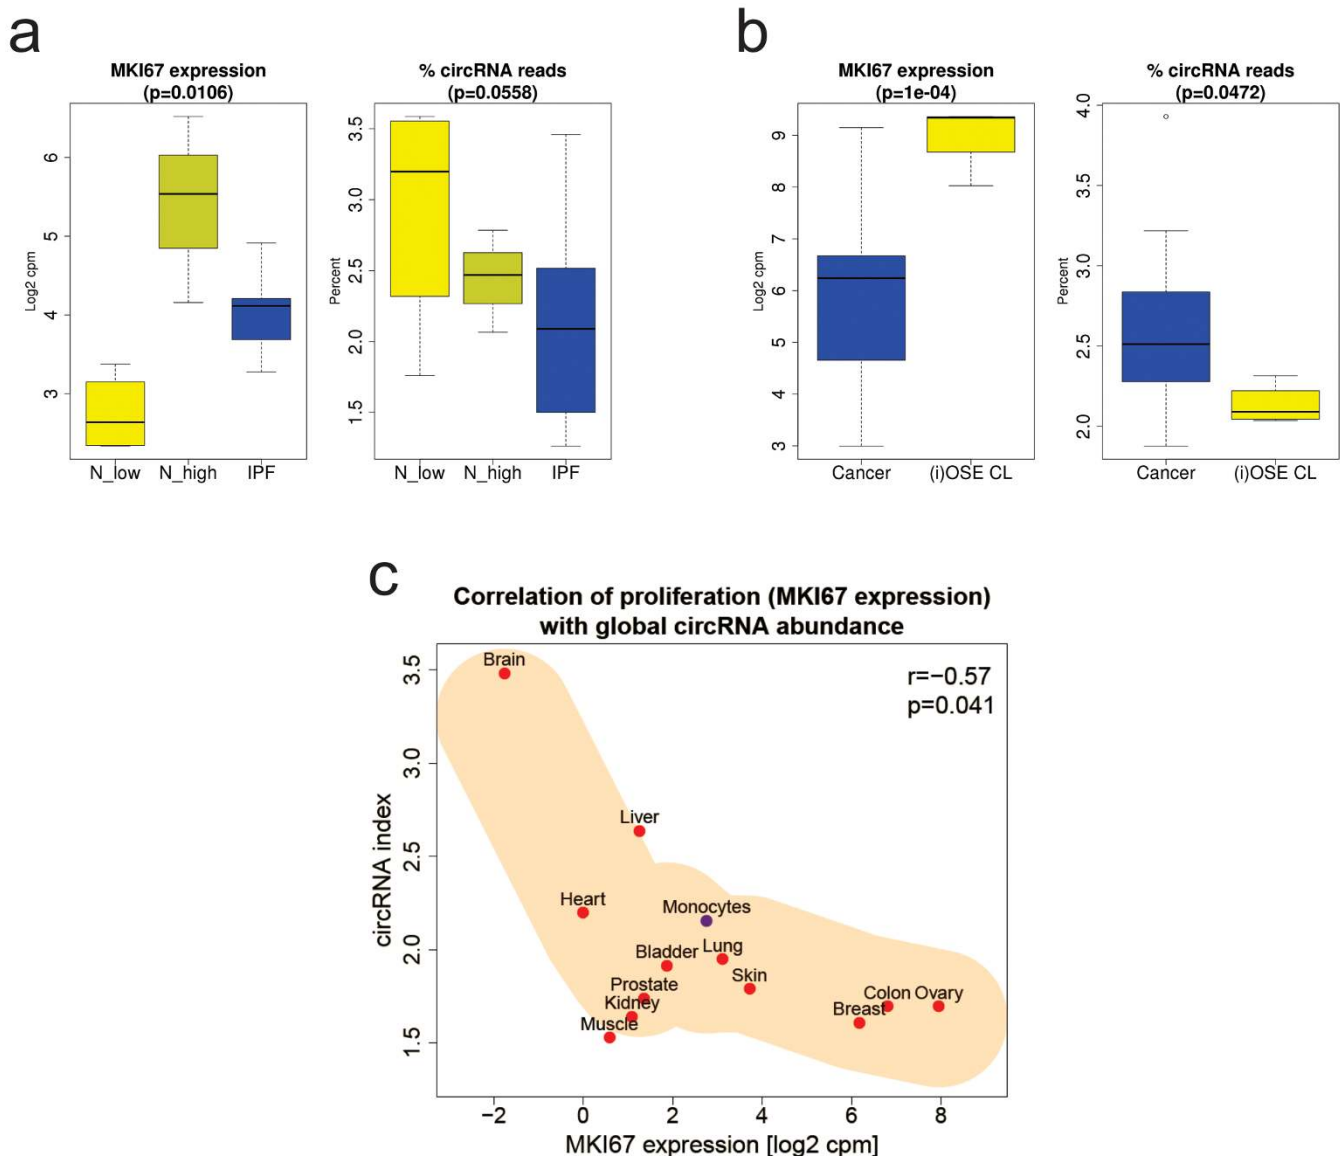 a
MKI67 expression
(p=0.0106)
Log2 cpm
6
5
4
3
N_low
N_high
IPF
% circRNA reads
(p=0.0558)
Percent
3.5
3.0
2.5
2.0
1.5
N_low
N_high
IPF
b
MKI67 expression
(p=1e-04)
Log2 cpm
9
8
7
6
5
4
3
Cancer
(i)OSE CL
% circRNA reads
(p=0.0472)
Percent
4.0
3.5
3.0
2.5
2.0
Cancer
(i)OSE CL
c
Correlation of proliferation (MKI67 expression)
with global circRNA abundance
r=−0.57
p=0.041
circRNA index
3.5
3.0
2.5
2.0
1.5
Brain
Liver
Heart
Monocytes
Bladder
Lung
Prostate
Skin
Kidney
Muscle
Colon
Ovary
Breast
−2
0
2
4
6
8
MKI67 expression [log2 cpm]